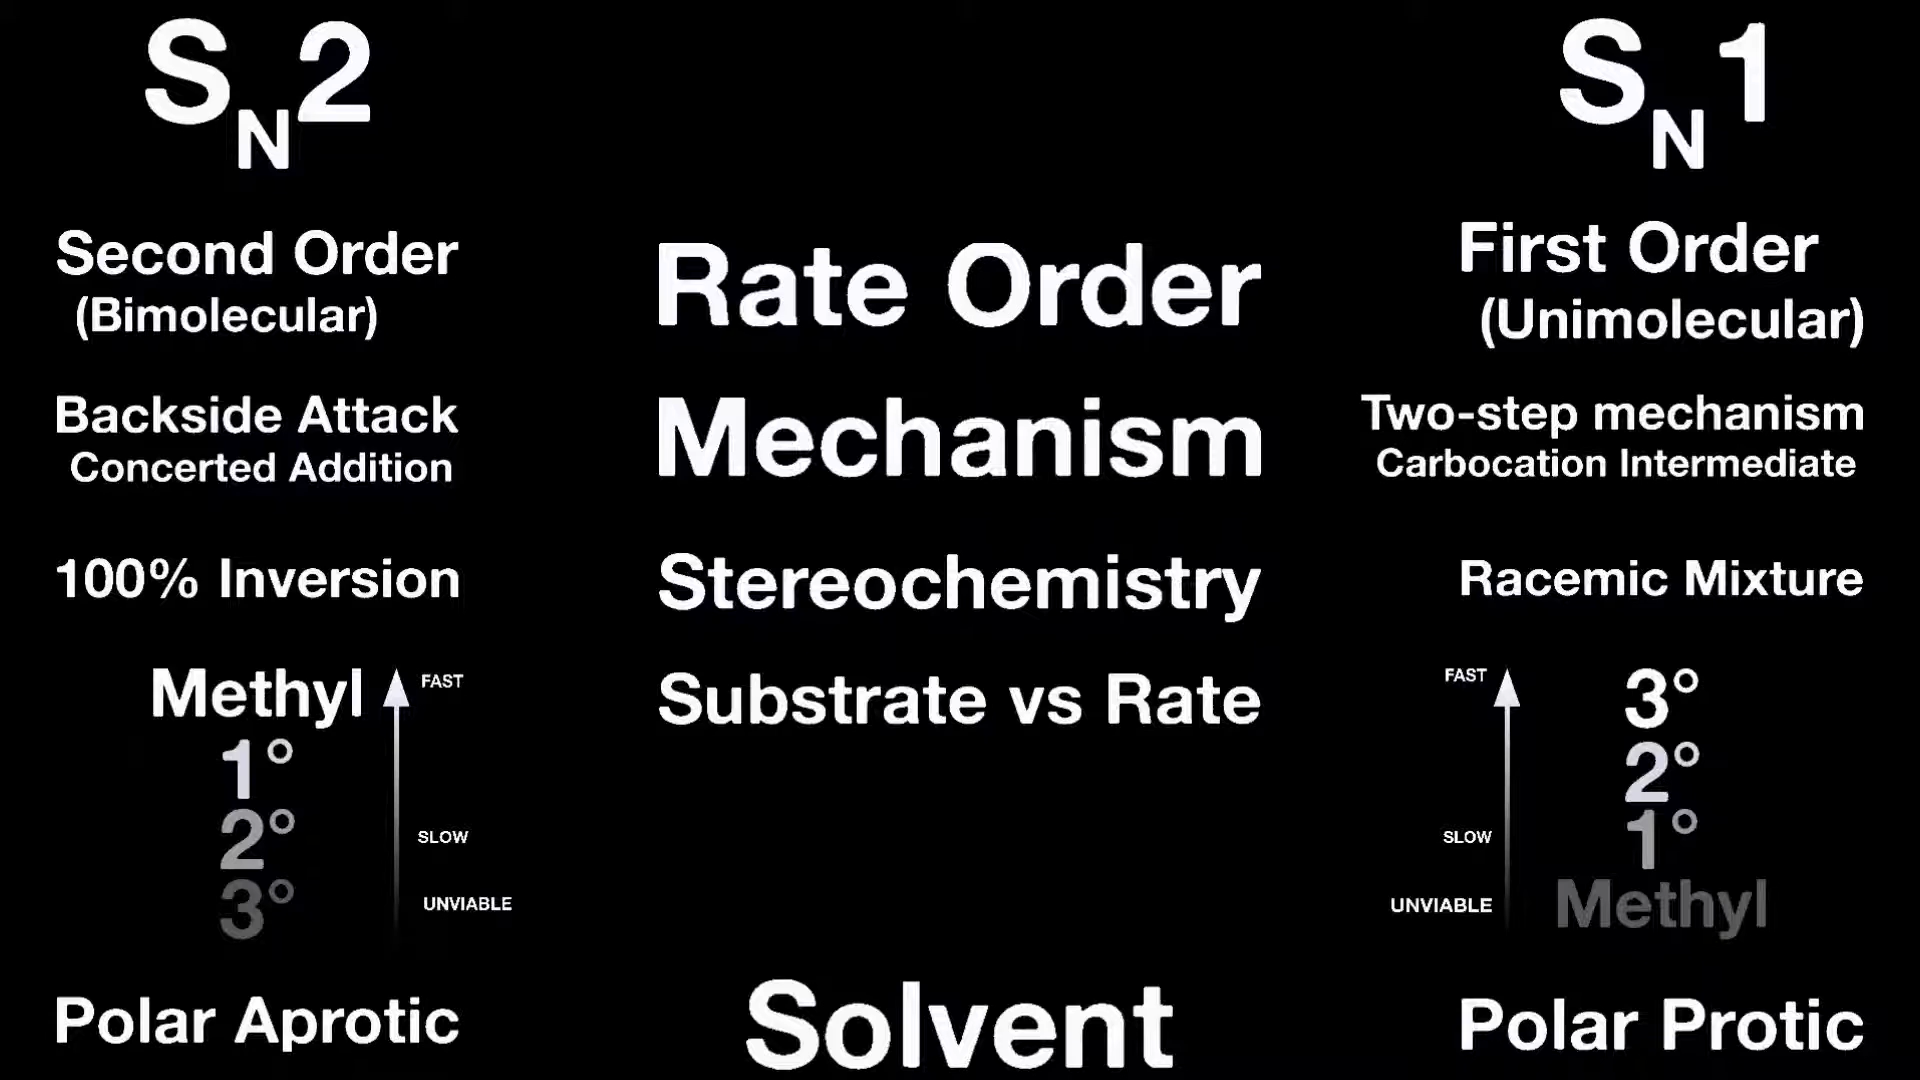 SN2
SN1
Second Order
(Bimolecular)
Rate Order
First Order
(Unimolecular)
Backside Attack
Concerted Addition
Mechanism
Two-step mechanism
Carbocation Intermediate
100% Inversion
Stereochemistry
Racemic Mixture
Methyl
FAST
1°
2°
SLOW
3°
UNVIABLE
Substrate vs Rate
FAST
3°
2°
SLOW
1°
UNVIABLE
Methyl
Polar Aprotic
Solvent
Polar Protic